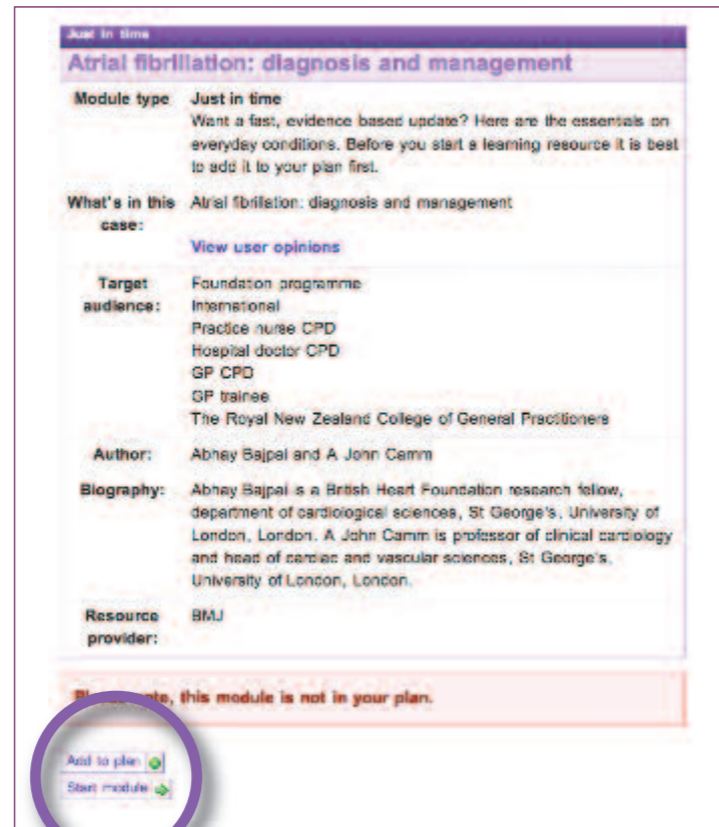 Just in time
Atrial fibrillation: diagnosis and management
Module type Just in time
Want a fast, evidence based update? Here are the essentials on
everyday conditions. Before you start a learning resource it is best
to add it to your plan first.
What's in this Atrial fibrillation: diagnosis and management
case:
View user opinions
Target Foundation programme
audience: International
Practice nurse CPD
Hospital doctor CPD
GP CPD
GP trainee
The Royal New Zealand College of General Practitioners
Author: Abhay Bajpal and A John Camm
Biography: Abhay Bajpal is a British Heart Foundation research fellow,
department of cardiological sciences, St George's, University of
London, London. A John Camm is professor of clinical cardiology
and head of cardiac and vascular sciences, St George's,
University of London, London.
Resource BMJ
provider:
this module is not in your plan.
Add to plan
Start module